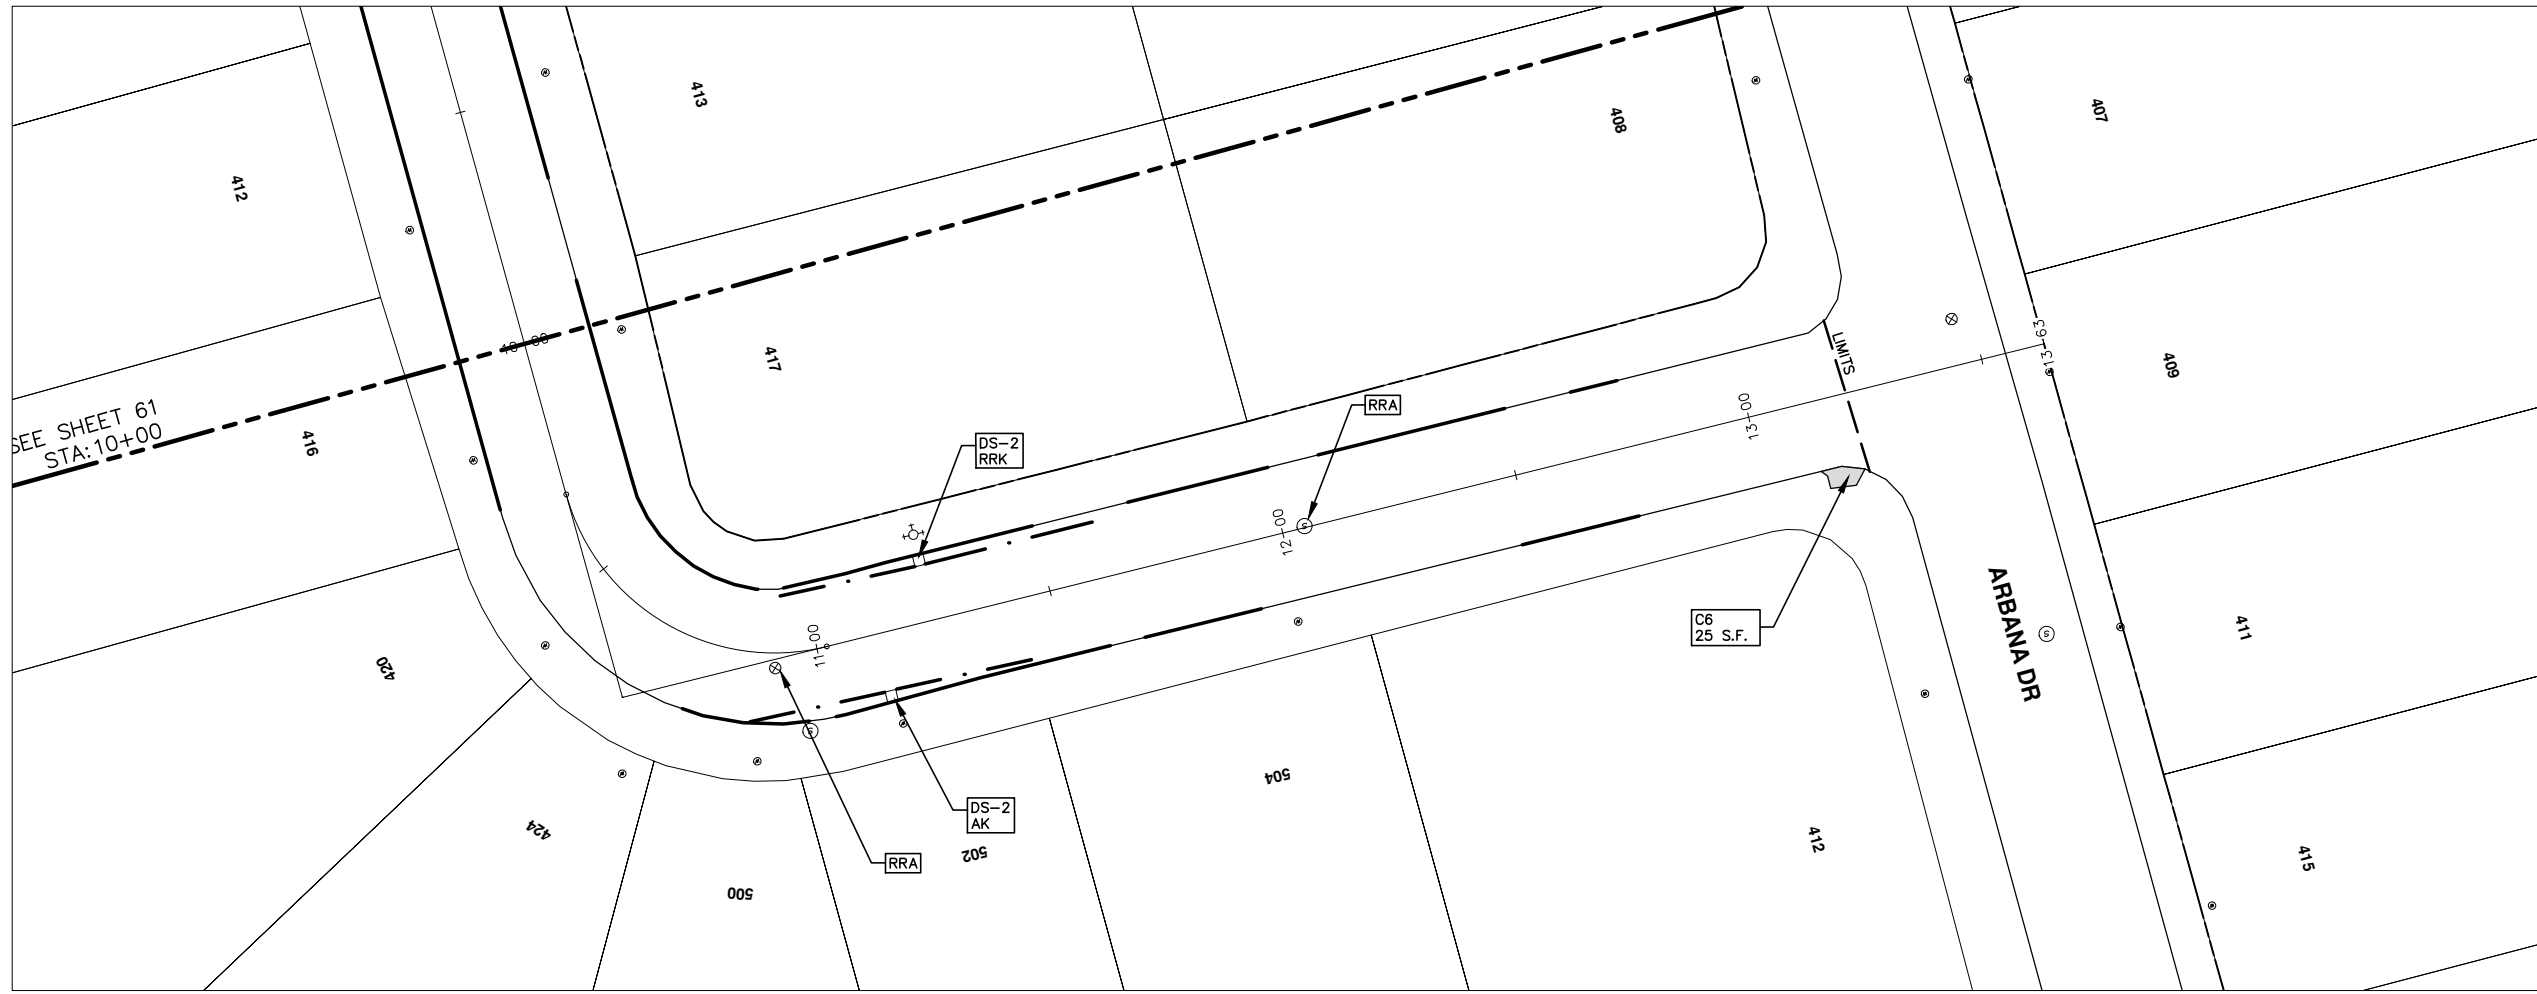 413
408
407
412
LIMITS
13+63
417
409
10+00
RRA
SEE SHEET 61
STA:10+00
416
13+00
DS-2
RRK
12+00
11+00
C6
25 S.F.
ARBANA DR
411
420
504
DS-2
AK
412
415
424
RRA
502
500
S
S
S